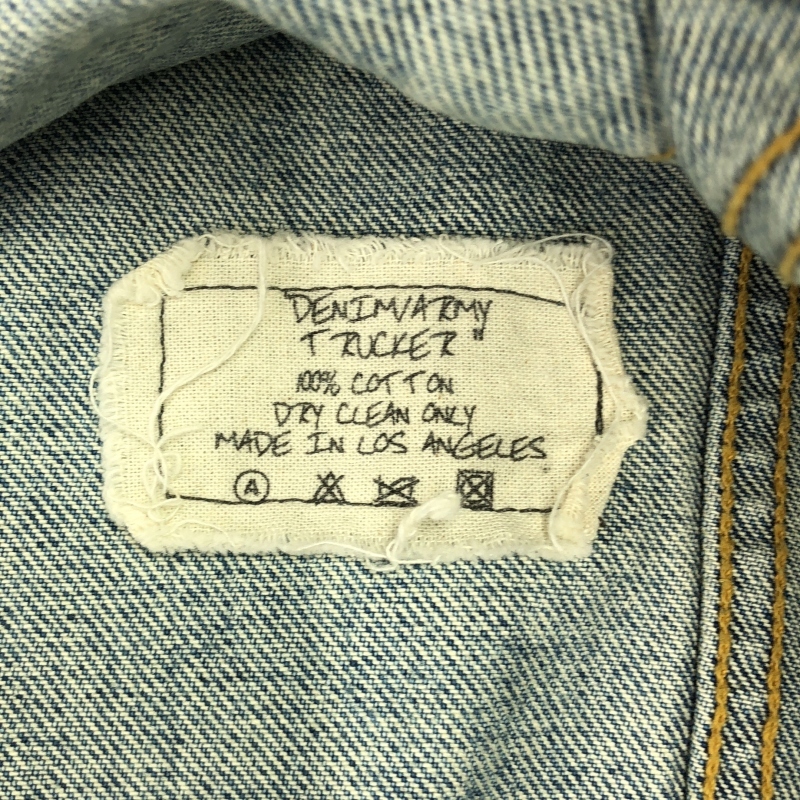 "DENIM/ARMY
TRUCKER"
100% COTTON
DRY CLEAN ONLY
MADE IN LOS ANGELES
A